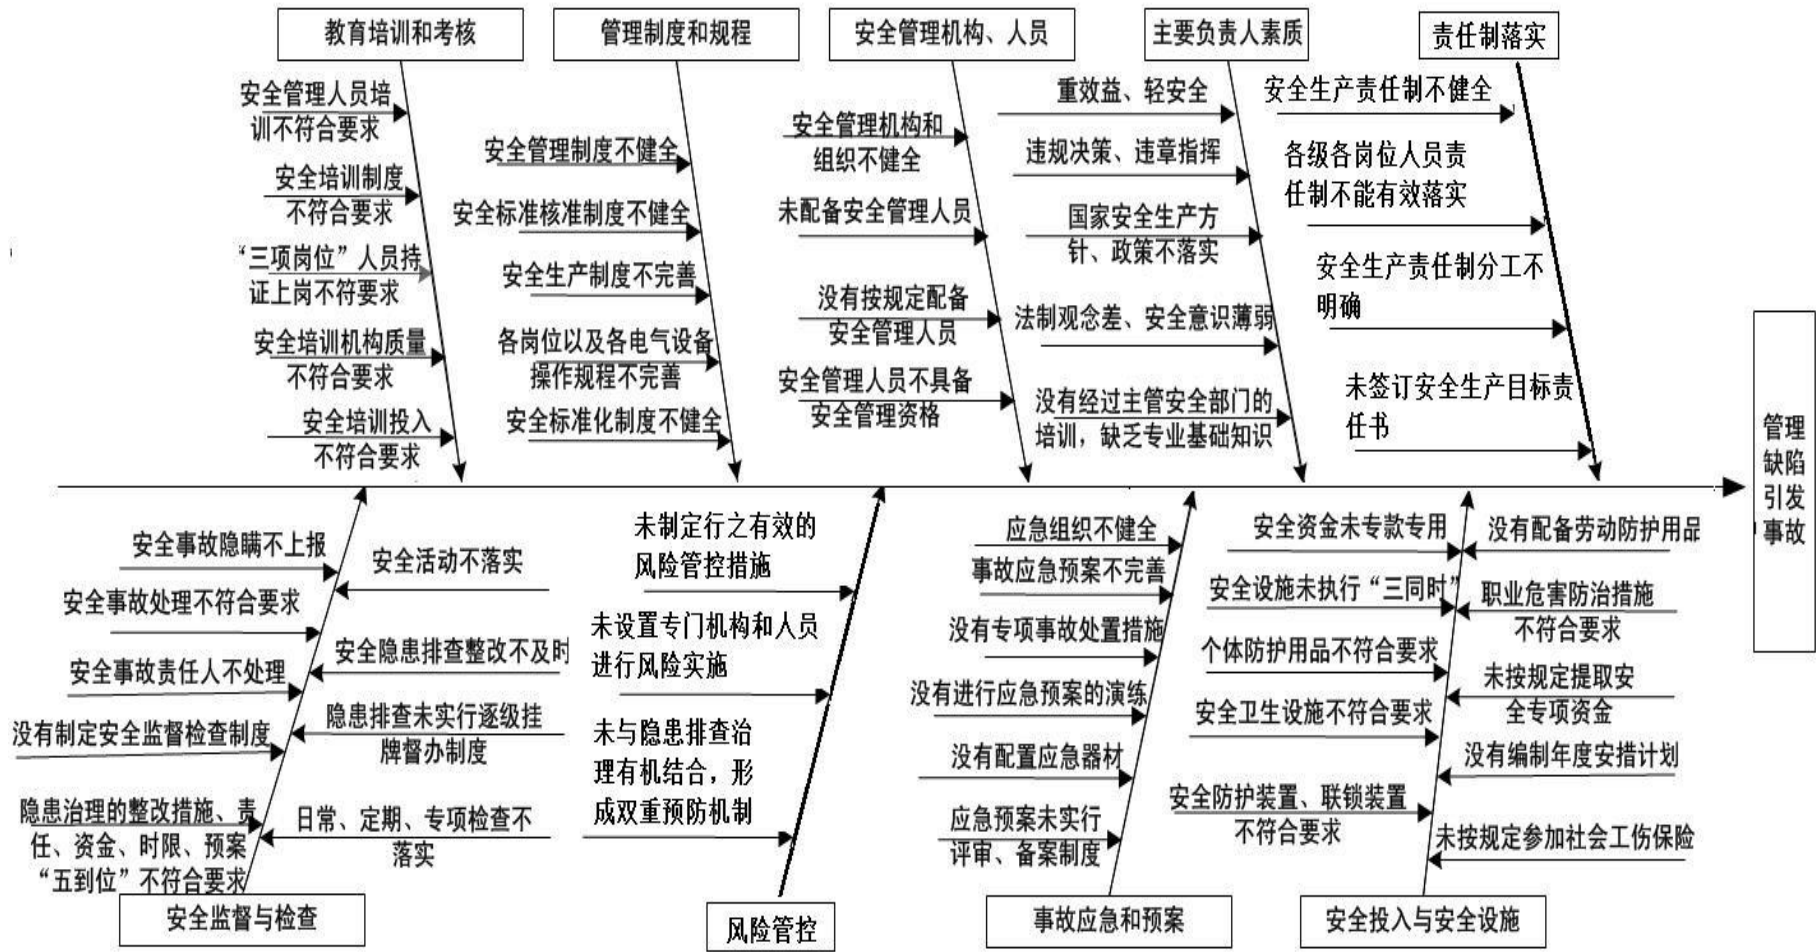 教育培训和考核
安全管理人员培
训不符合要求
安全培训制度
不符合要求
“三项岗位”人员持
证上岗不符要求
安全培训机构质量
不符合要求
安全培训投入
不符合要求
管理制度和规程
安全管理制度不健全
安全标准核准制度不健全
安全生产制度不完善
各岗位以及各电气设备
操作规程不完善
安全标准化制度不健全
安全管理机构、人员
安全管理机构和
组织不健全
未配备安全管理人员
没有按规定配备
安全管理人员
安全管理人员不具备
安全管理资格
主要负责人素质
重效益、轻安全
违规决策、违章指挥
国家安全生产方
针、政策不落实
法制观念差、安全意识薄弱
没有经过主管安全部门的
培训，缺乏专业基础知识
责任制落实
安全生产责任制不健全
各级各岗位人员责
任制不能有效落实
安全生产责任制分工不
明确
未签订安全生产目标责
任书
管理
缺陷
引发
事故
安全事故隐瞒不上报
安全事故处理不符合要求
安全事故责任人不处理
没有制定安全监督检查制度
隐患治理的整改措施、责
任、资金、时限、预案
“五到位”不符合要求
安全活动不落实
安全隐患排查整改不及时
隐患排查未实行逐级挂
牌督办制度
日常、定期、专项检查不
落实
安全监督与检查
未制定行之有效的
风险管控措施
未设置专门机构和人员
进行风险实施
未与隐患排查治
理有机结合，形
成双重预防机制
风险管控
应急组织不健全
事故应急预案不完善
没有专项事故处置措施
没有进行应急预案的演练
没有配置应急器材
应急预案未实行
评审、备案制度
事故应急和预案
安全资金未专款专用
安全设施未执行“三同时”
个体防护用品不符合要求
安全卫生设施不符合要求
安全防护装置、联锁装置
不符合要求
没有配备劳动防护用品
职业危害防治措施
不符合要求
未按规定提取安
全专项资金
没有编制年度安措计划
未按规定参加社会工伤保险
安全投入与安全设施